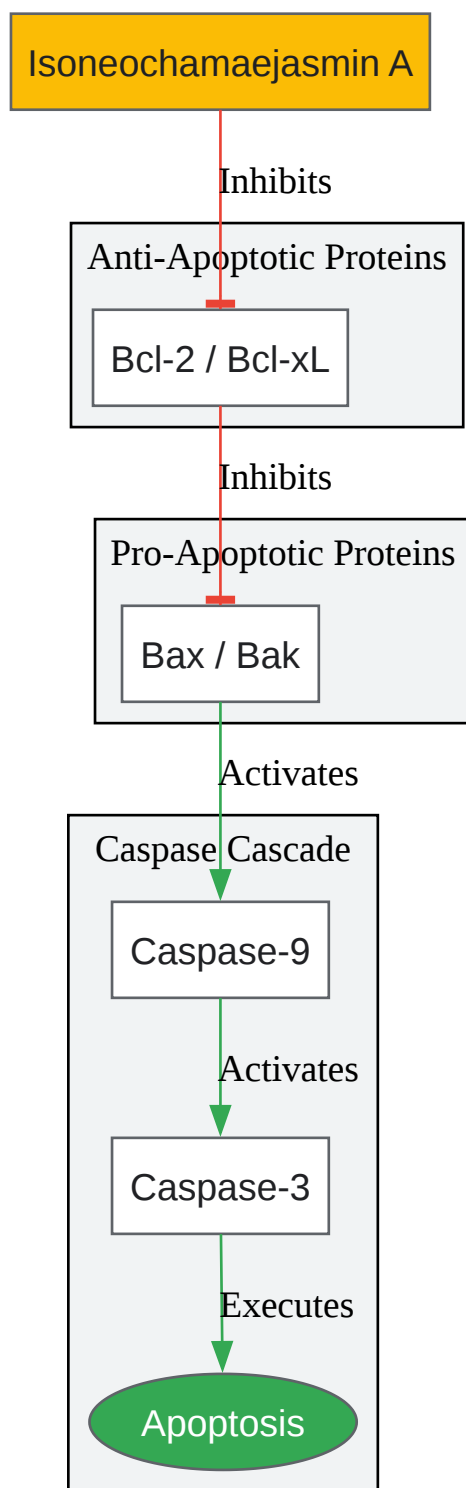 Isoneochamaejasmin A
Inhibits
Anti-Apoptotic Proteins
Bcl-2 / Bcl-xL
Inhibits
Pro-Apoptotic Proteins
Bax / Bak
Activates
Caspase Cascade
Caspase-9
Activates
Caspase-3
Executes
Apoptosis